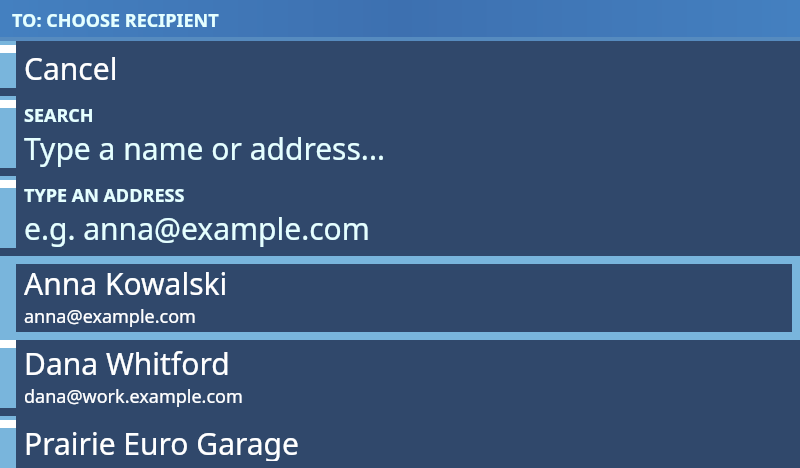 TO: CHOOSE RECIPIENT
Cancel
SEARCH
Type a name or address...
TYPE AN ADDRESS
e.g. anna@example.com
Anna Kowalski
anna@example.com
Dana Whitford
dana@work.example.com
Prairie Euro Garage